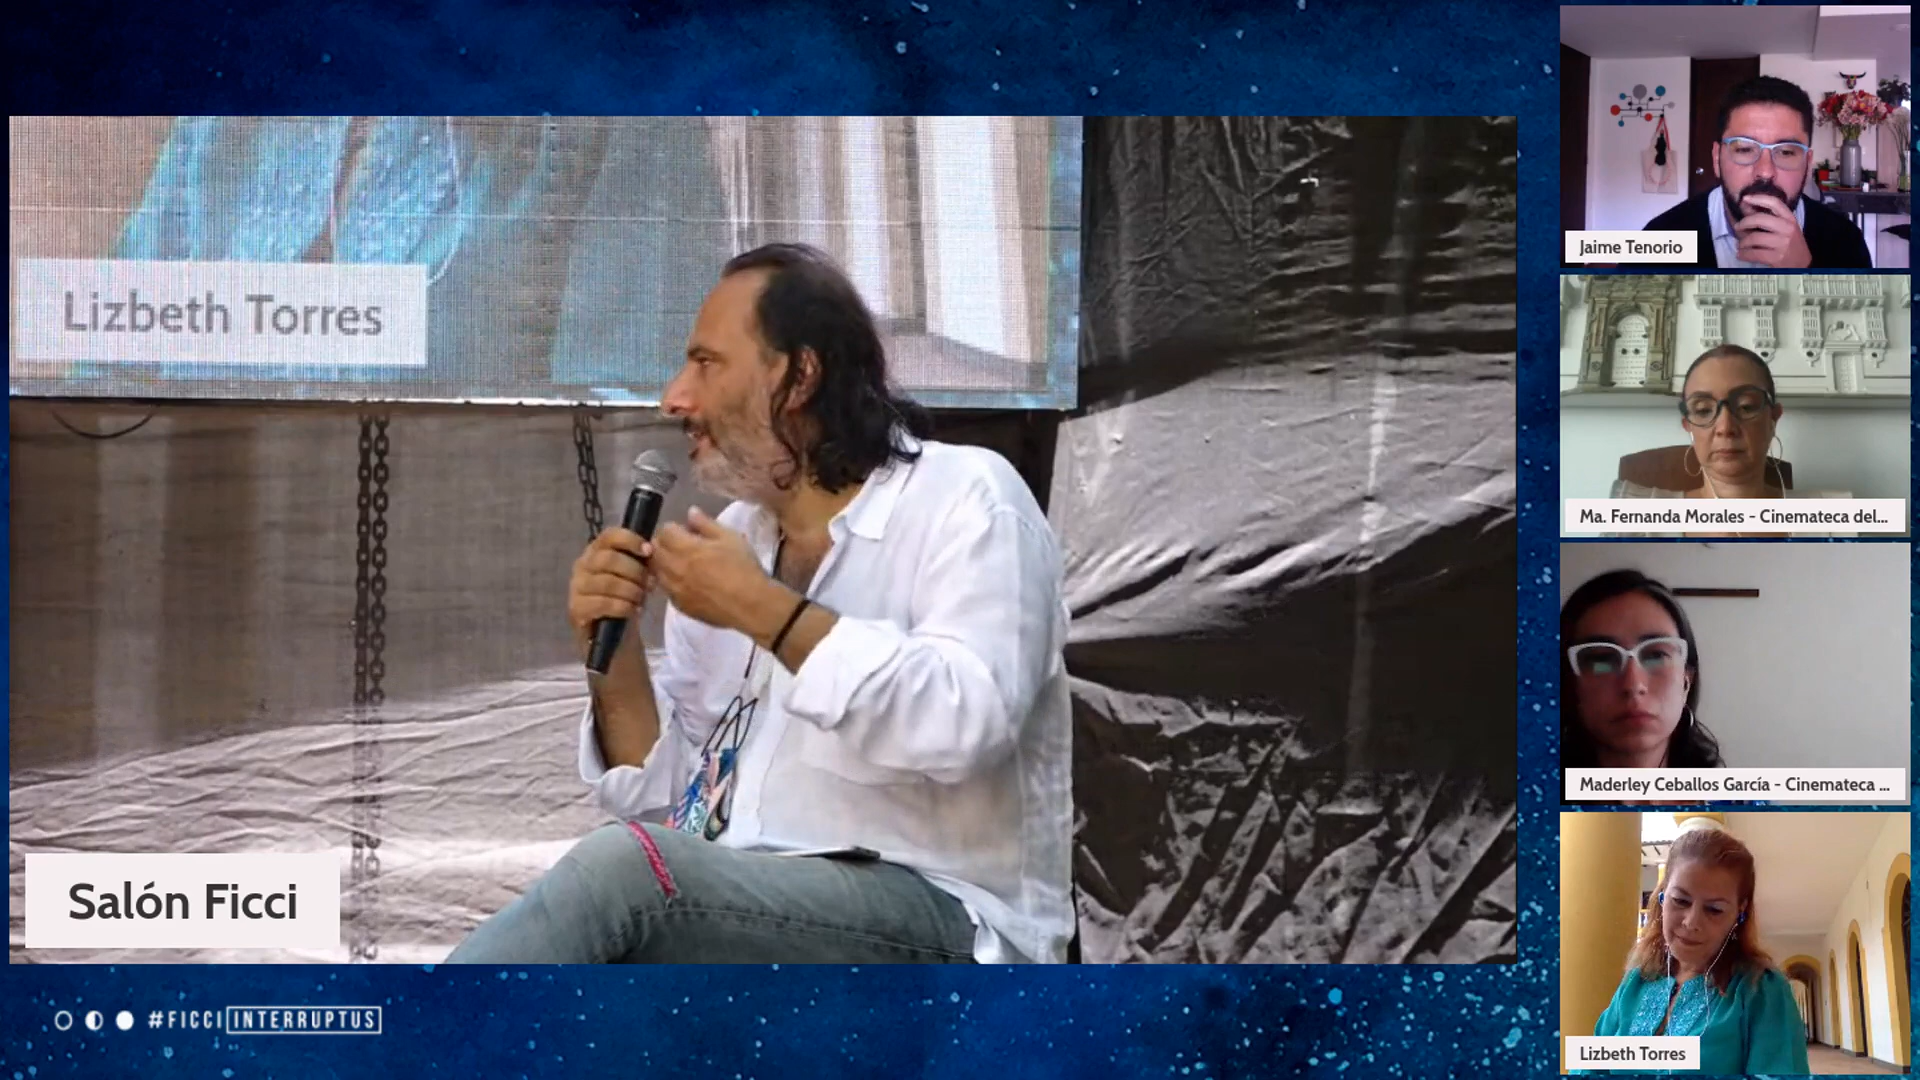 Lizbeth Torres
Salón Ficci
#FICCI INTERRUPTUS
Jaime Tenorio
Ma. Fernanda Morales - Cinemateca del...
Maderley Ceballos García - Cinemateca ...
Lizbeth Torres